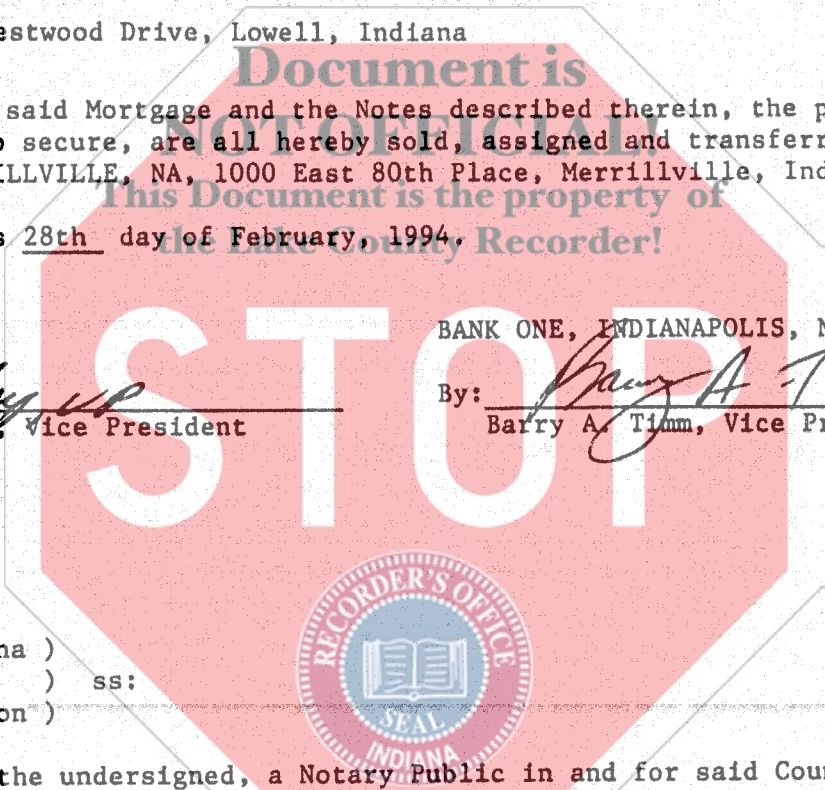 estwood Drive, Lowell, Indiana
Document is
said Mortgage and the Notes described therein, the p
NOT OFFICIAL!
secure, are all hereby sold, assigned and transferr
LLVILLE, NA, 1000 East 80th Place, Merrillville, Ind
This Document is the property of
28th day of February, 1994.
the Lake County Recorder!
STOP
BANK ONE, INDIANAPOLIS, N
By:
Vice President
Barry A. Timm, Vice Pr
RECORDER'S OFFICE
SEAL
INDIANA
na )
) ss:
on )
the undersigned, a Notary Public in and for said Coun